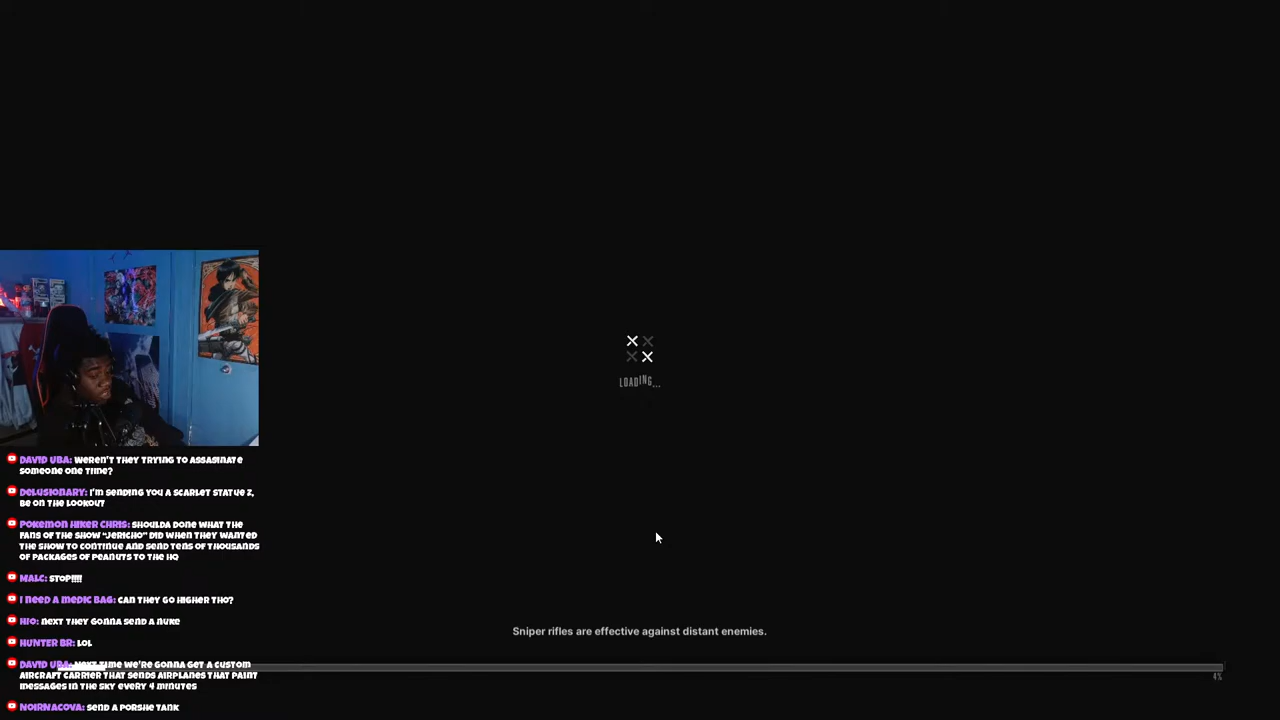 LOADING...
DAVID UBA: WEREN'T THEY TRYING TO ASSASINATE
SOMEONE ONE TIME?
DELUSIONARY: I'M SENDING YOU A SCARLET STATUE Z,
BE ON THE LOOKOUT
POKEMON HIKER CHRIS: SHOULDA DONE WHAT THE
FANS OF THE SHOW "JERICHO" DID WHEN THEY WANTED
THE SHOW TO CONTINUE AND SEND TENS OF THOUSANDS
OF PACKAGES OF PEANUTS TO THE HQ
MALC: STOP!!!!
I NEED A MEDIC BAG: CAN THEY GO HIGHER THO?
HIO: NEXT THEY GONNA SEND A NUKE
HUNTER BR: LOL
DAVID UBA: NEXT TIME WE'RE GONNA GET A CUSTOM
AIRCRAFT CARRIER THAT SENDS AIRPLANES THAT PAINT
MESSAGES IN THE SKY EVERY 4 MINUTES
NOIRNACOVA: SEND A PORSHE TANK
Sniper rifles are effective against distant enemies.
4%